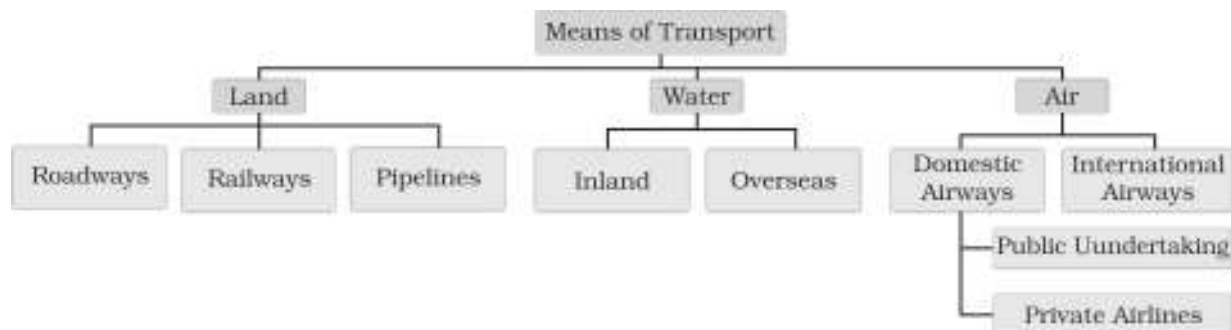 Means of Transport
Land
Water
Air
Roadways
Railways
Pipelines
Inland
Overseas
Domestic
Airways
International
Airways
Public Uundertaking
Private Airlines